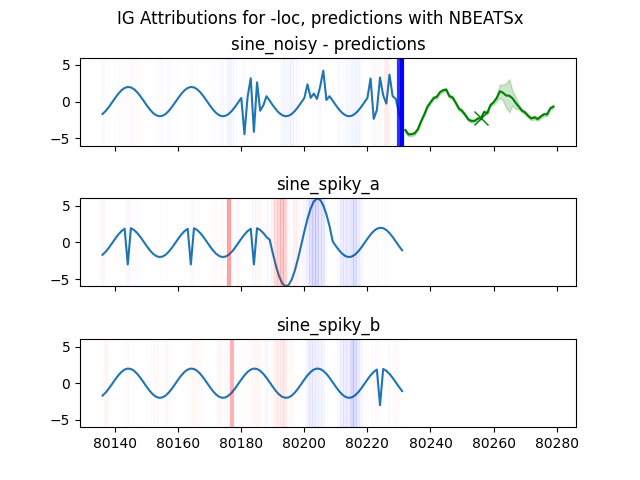 IG Attributions for -loc, predictions with NBEATSx
sine_noisy - predictions
5
0
−5
sine_spiky_a
5
0
−5
sine_spiky_b
5
0
−5
80140 80160 80180 80200 80220 80240 80260 80280